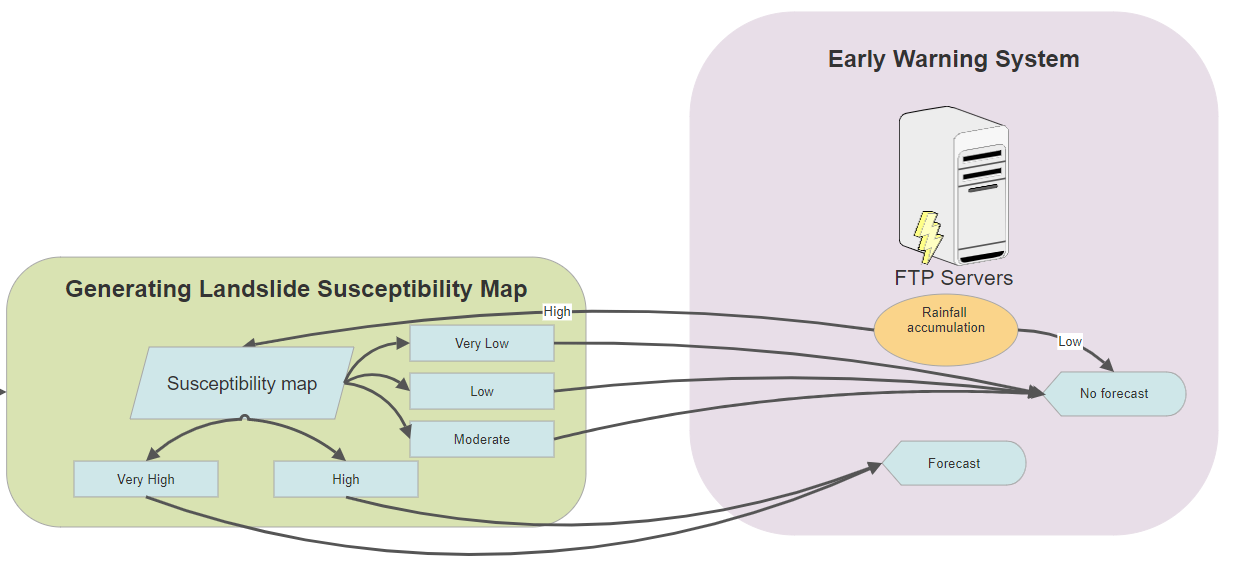 Early Warning System
FTP Servers
Generating Landslide Susceptibility Map
High
Rainfall
accumulation
Low
Very Low
Susceptibility map
Low
No forecast
Moderate
Forecast
Very High
High